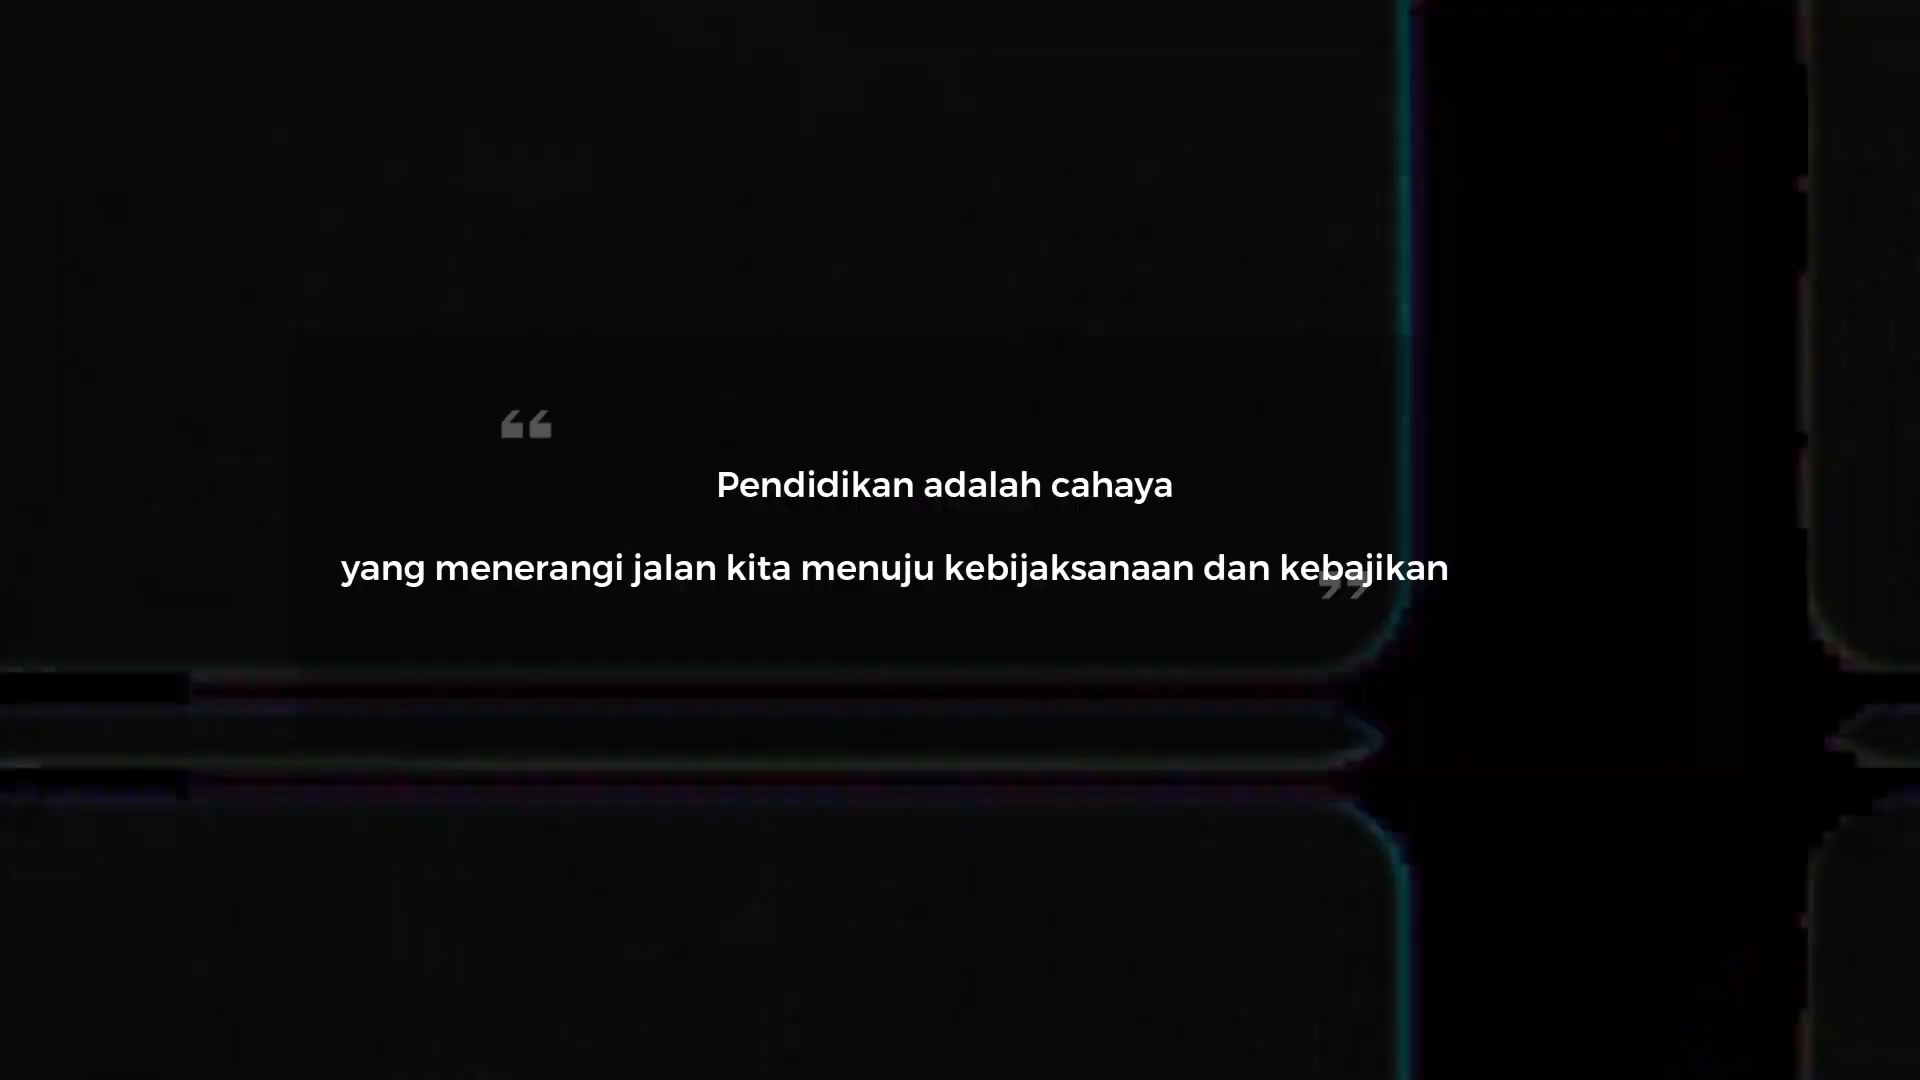 “
Pendidikan adalah cahaya
yang menerangi jalan kita menuju kebijaksanaan dan kebajikan
”